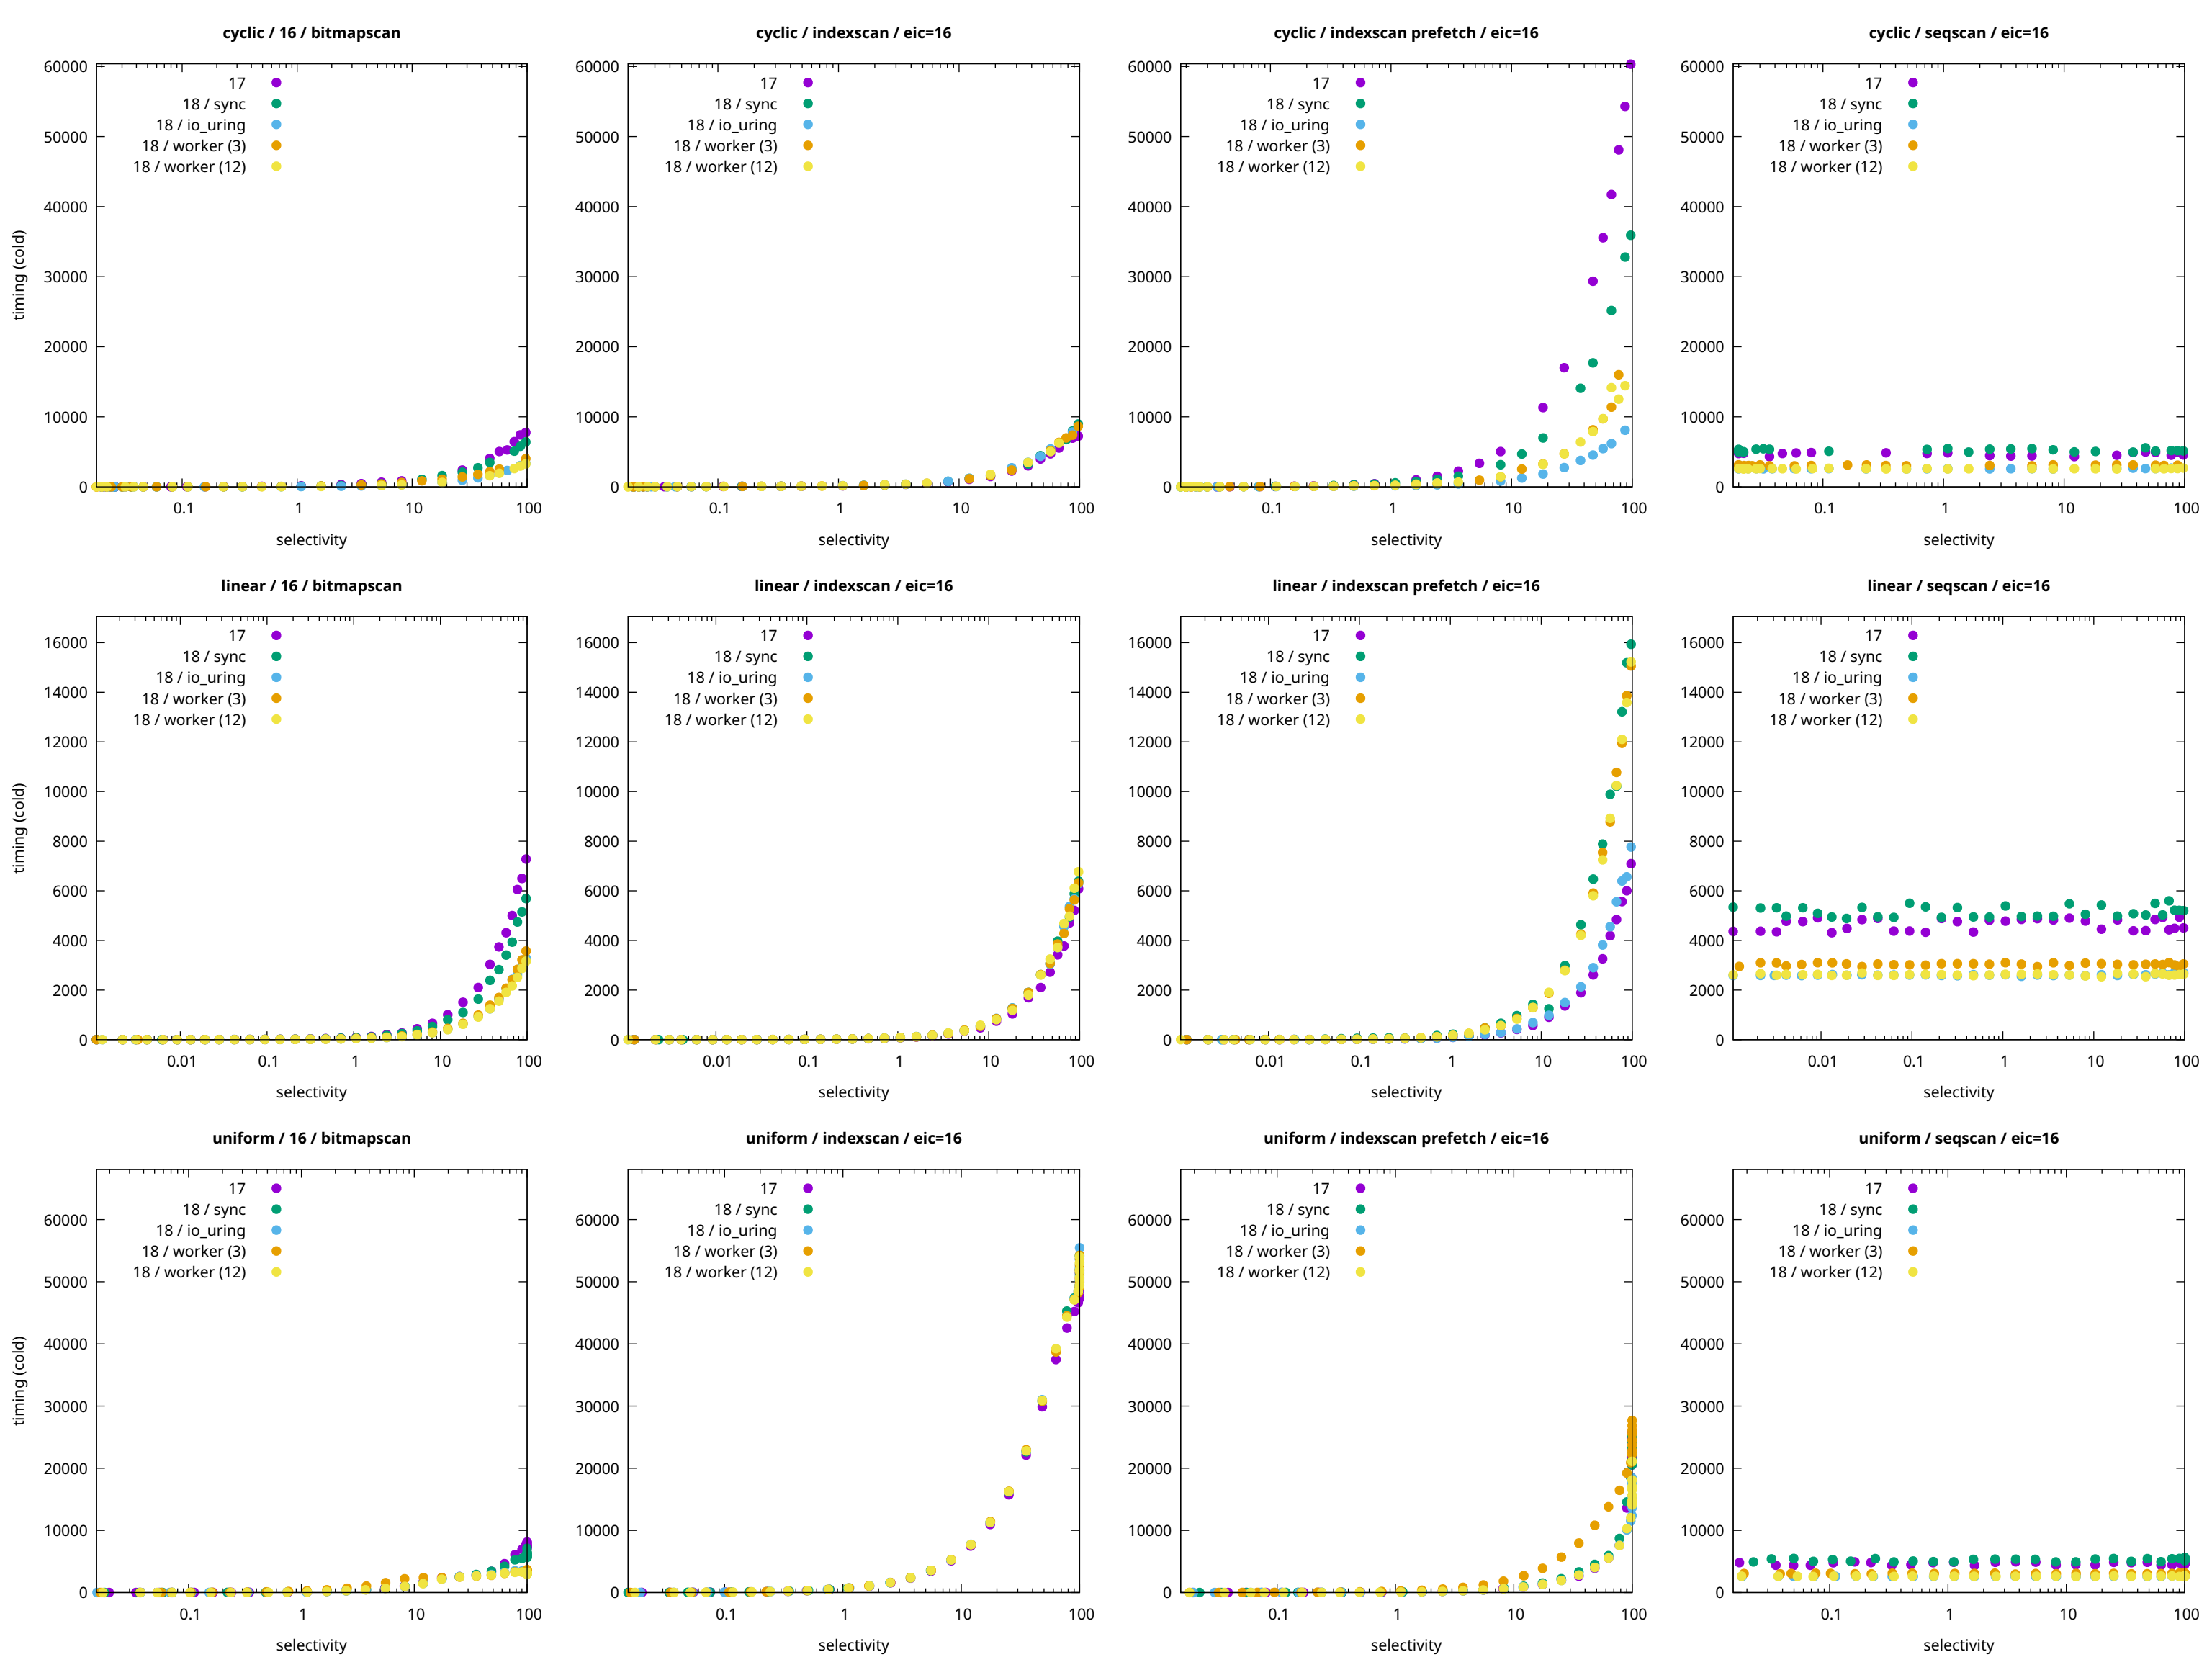 cyclic / 16 / bitmapscan
60000
50000
40000
30000
20000
10000
0
timing (cold)
17
18 / sync
18 / io_uring
18 / worker (3)
18 / worker (12)
0.1 1 10 100
selectivity
cyclic / indexscan / eic=16
60000
50000
40000
30000
20000
10000
0
17
18 / sync
18 / io_uring
18 / worker (3)
18 / worker (12)
0.1 1 10 100
selectivity
cyclic / indexscan prefetch / eic=16
60000
50000
40000
30000
20000
10000
0
17
18 / sync
18 / io_uring
18 / worker (3)
18 / worker (12)
0.1 1 10 100
selectivity
cyclic / seqscan / eic=16
60000
50000
40000
30000
20000
10000
0
17
18 / sync
18 / io_uring
18 / worker (3)
18 / worker (12)
0.1 1 10 100
selectivity
linear / 16 / bitmapscan
16000
14000
12000
10000
8000
6000
4000
2000
0
timing (cold)
17
18 / sync
18 / io_uring
18 / worker (3)
18 / worker (12)
0.01 0.1 1 10 100
selectivity
linear / indexscan / eic=16
16000
14000
12000
10000
8000
6000
4000
2000
0
17
18 / sync
18 / io_uring
18 / worker (3)
18 / worker (12)
0.01 0.1 1 10 100
selectivity
linear / indexscan prefetch / eic=16
16000
14000
12000
10000
8000
6000
4000
2000
0
17
18 / sync
18 / io_uring
18 / worker (3)
18 / worker (12)
0.01 0.1 1 10 100
selectivity
linear / seqscan / eic=16
16000
14000
12000
10000
8000
6000
4000
2000
0
17
18 / sync
18 / io_uring
18 / worker (3)
18 / worker (12)
0.01 0.1 1 10 100
selectivity
uniform / 16 / bitmapscan
60000
50000
40000
30000
20000
10000
0
timing (cold)
17
18 / sync
18 / io_uring
18 / worker (3)
18 / worker (12)
0.1 1 10 100
selectivity
uniform / indexscan / eic=16
60000
50000
40000
30000
20000
10000
0
17
18 / sync
18 / io_uring
18 / worker (3)
18 / worker (12)
0.1 1 10 100
selectivity
uniform / indexscan prefetch / eic=16
60000
50000
40000
30000
20000
10000
0
17
18 / sync
18 / io_uring
18 / worker (3)
18 / worker (12)
0.1 1 10 100
selectivity
uniform / seqscan / eic=16
60000
50000
40000
30000
20000
10000
0
17
18 / sync
18 / io_uring
18 / worker (3)
18 / worker (12)
0.1 1 10 100
selectivity